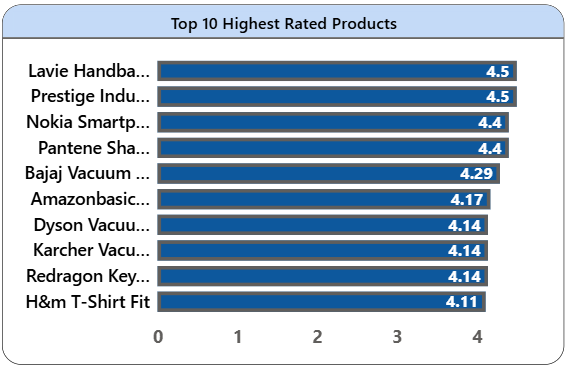 Top 10 Highest Rated Products
Lavie Handba... 4.5
Prestige Indu... 4.5
Nokia Smartp... 4.4
Pantene Sha... 4.4
Bajaj Vacuum ... 4.29
Amazonbasic... 4.17
Dyson Vacuu... 4.14
Karcher Vacu... 4.14
Redragon Key... 4.14
H&m T-Shirt Fit 4.11
0 1 2 3 4